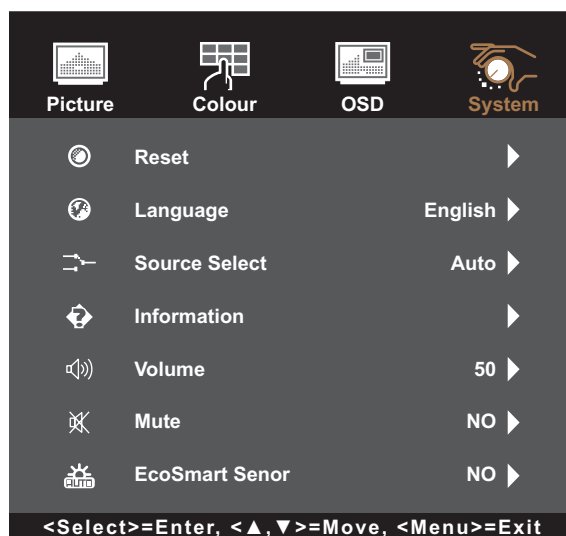 Picture Colour OSD System
Reset
Language English
Source Select Auto
Information
Volume 50
Mute NO
EcoSmart Senor NO
<Select>=Enter, <▲,▼>=Move, <Menu>=Exit